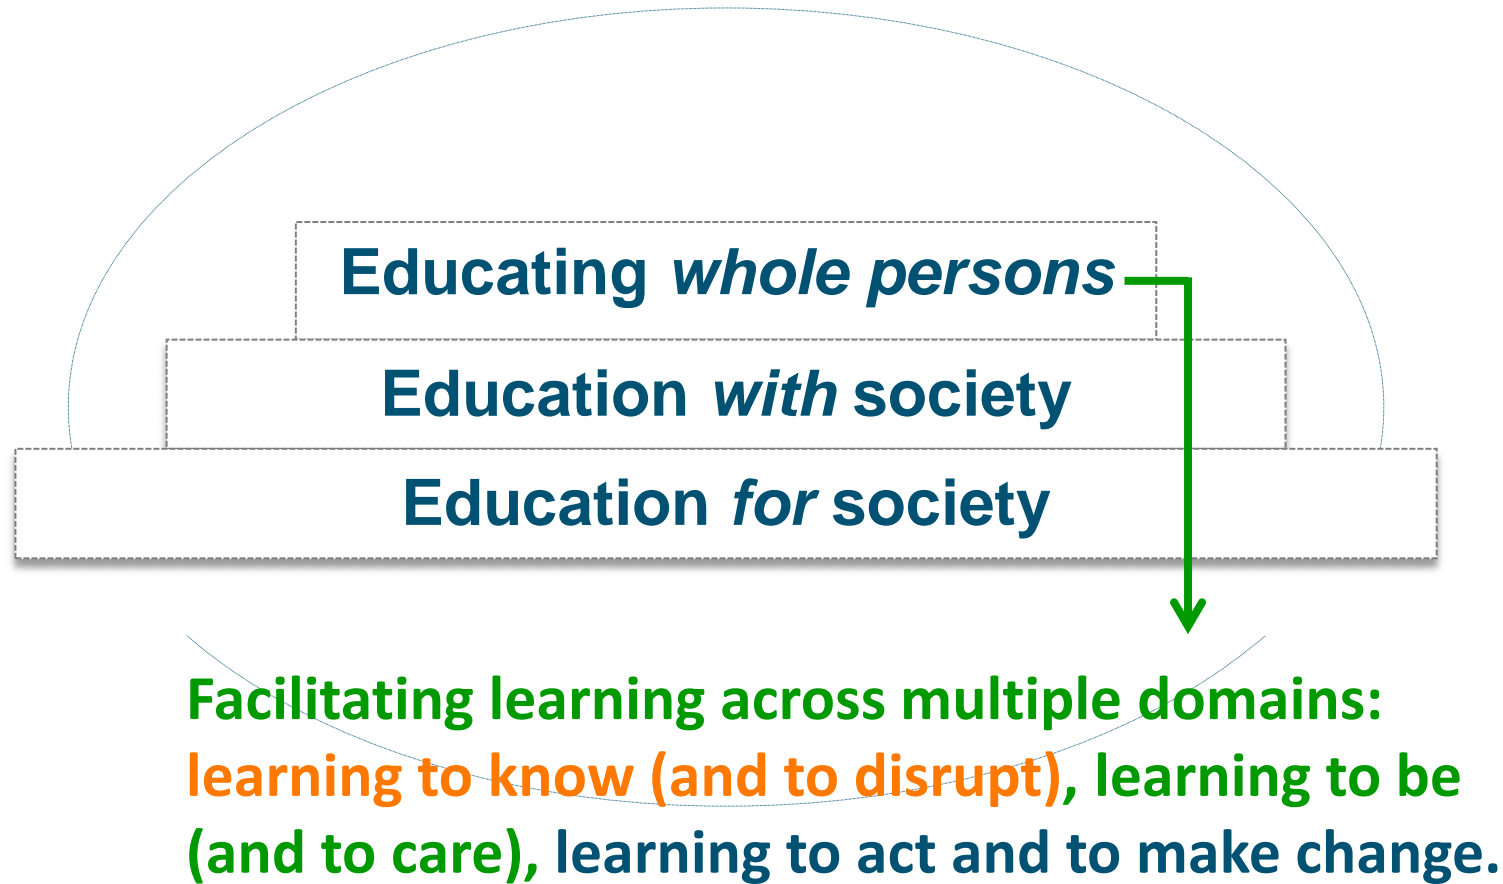 Educating whole persons
Education with society
Education for society
Facilitating learning across multiple domains:
learning to know (and to disrupt), learning to be
(and to care), learning to act and to make change.